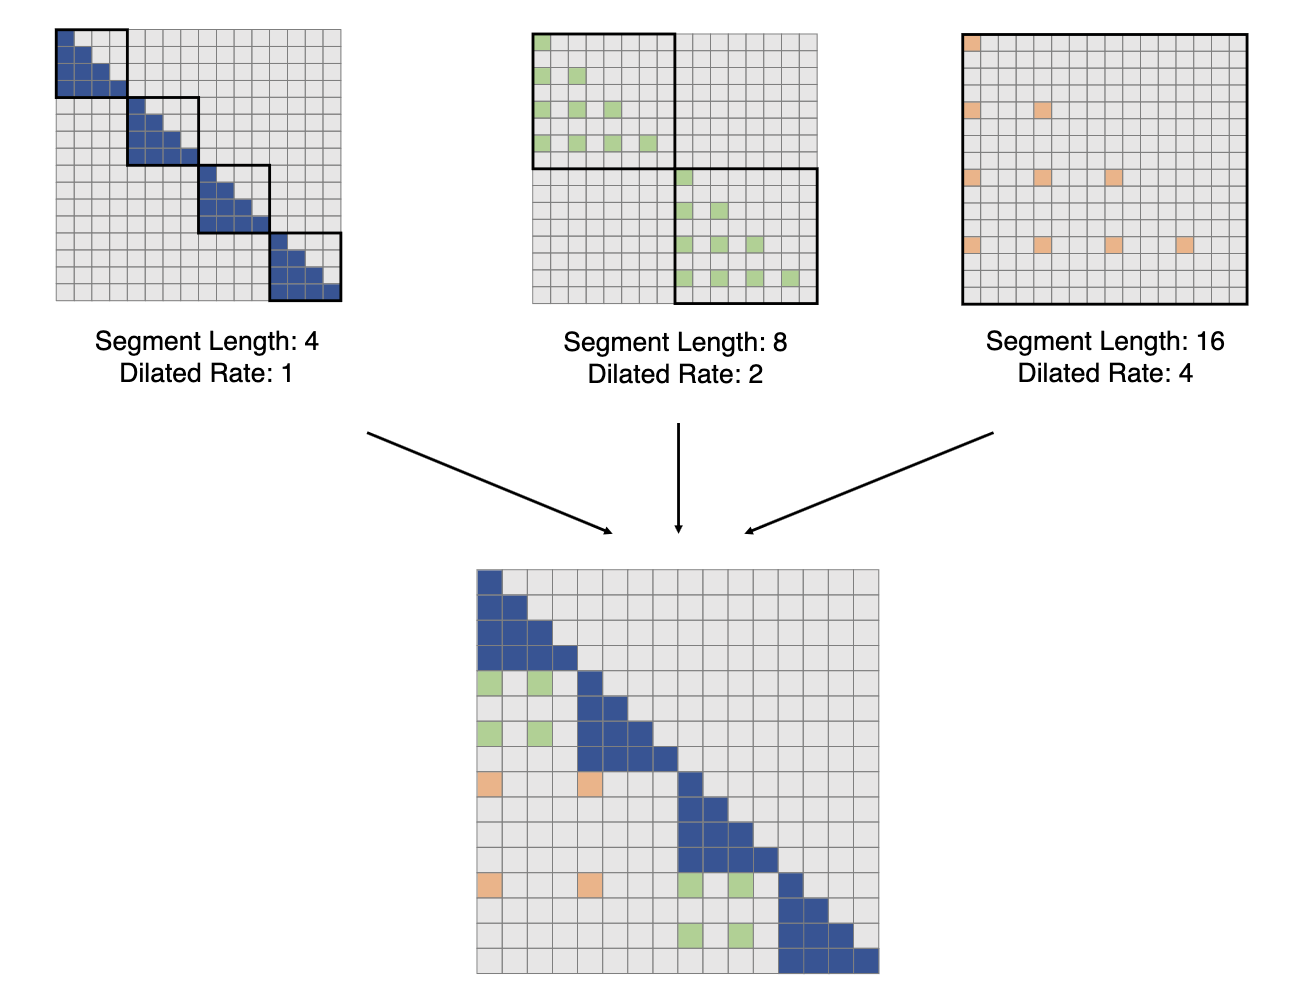 Segment Length: 4
Dilated Rate: 1
Segment Length: 8
Dilated Rate: 2
Segment Length: 16
Dilated Rate: 4